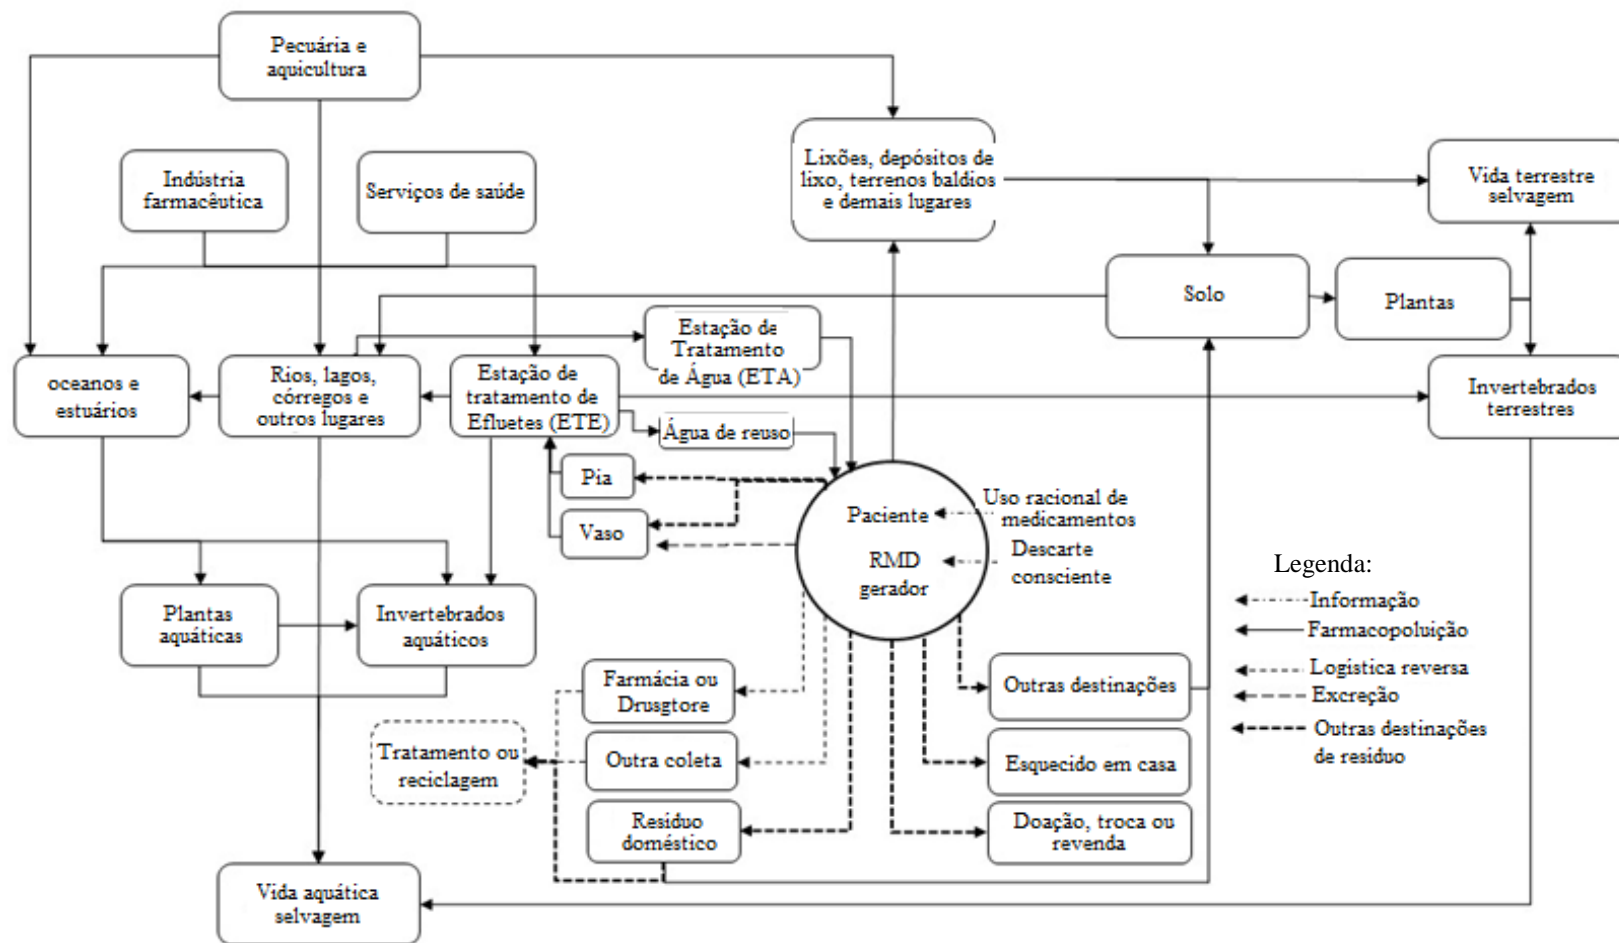 Pecuária e
aquicultura
Indústria
farmacêutica
Serviços de saúde
Lixões, depósitos de
lixo, terrenos baldios
e demais lugares
Vida terrestre
selvagem
Solo
Plantas
Estação de
Tratamento
de Água (ETA)
oceanos e
estuários
Rios, lagos,
córregos e
outros lugares
Estação de
tratamento de
Efluetes (ETE)
Invertebrados
terrestres
Água de reuso
Pia
Vaso
Paciente
RMD
gerador
Uso racional de
medicamentos
Descarte
consciente
Plantas
aquáticas
Invertebrados
aquáticos
Legenda:
Informação
Farmacopoluição
Logistica reversa
Excreção
Outras destinações
de resíduo
Farmácia ou
Drusgtore
Outras destinações
Tratamento ou
reciclagem
Outra coleta
Esquecido em casa
Resíduo
doméstico
Doação, troca ou
revenda
Vida aquática
selvagem